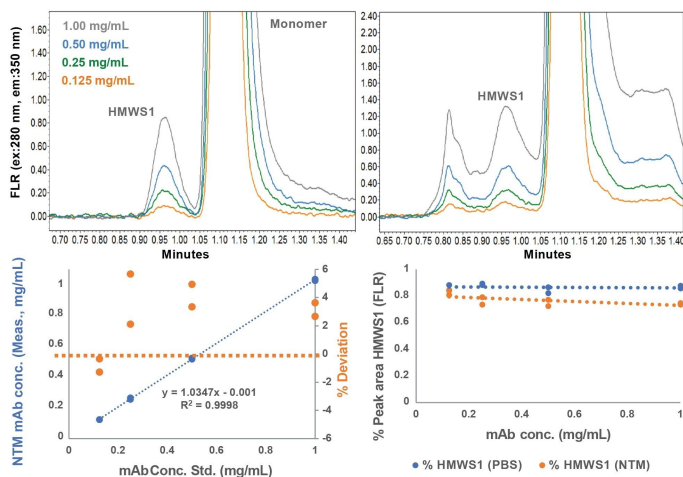 1.00 mg/mL
0.50 mg/mL
0.25 mg/mL
0.125 mg/mL
Monomer
HMWS1
FLR (ex:280 nm, em:350 nm)
1.60
1.40
1.20
1.00
0.80
0.60
0.40
0.20
0.00
0.70 0.75 0.80 0.85 0.90 0.95 1.00 1.05 1.10 1.15 1.20 1.25 1.30 1.35 1.40
Minutes
HMWS1
2.40
2.20
2.00
1.80
1.60
1.40
1.20
1.00
0.80
0.60
0.40
0.20
0.00
0.65 0.70 0.75 0.80 0.85 0.90 0.95 1.00 1.05 1.10 1.15 1.20 1.25 1.30 1.35 1.40
Minutes
NTM mAb conc. (Meas., mg/mL)
1
0.8
0.6
0.4
0.2
0
6
4
2
0
-2
-4
-6
% Deviation
y = 1.0347x - 0.001
R² = 0.9998
0 0.2 0.4 0.6 0.8 1
mAb Conc. Std. (mg/mL)
% Peak area HMWS1 (FLR)
1
0.8
0.6
0.4
0.2
0
0 0.2 0.4 0.6 0.8 1
mAb conc. (mg/mL)
% HMWS1 (PBS) % HMWS1 (NTM)